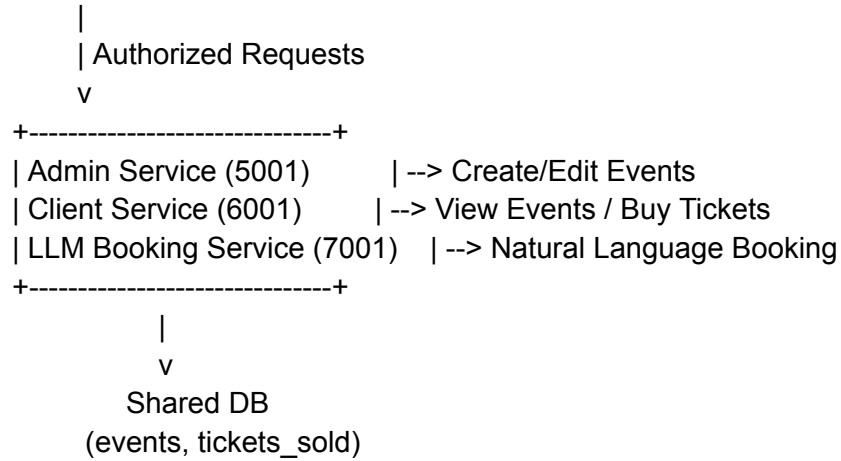 |
| Authorized Requests
v
+-------------------------------+
| Admin Service (5001) | --> Create/Edit Events
| Client Service (6001) | --> View Events / Buy Tickets
| LLM Booking Service (7001) | --> Natural Language Booking
+-------------------------------+
|
v
Shared DB
(events, tickets_sold)